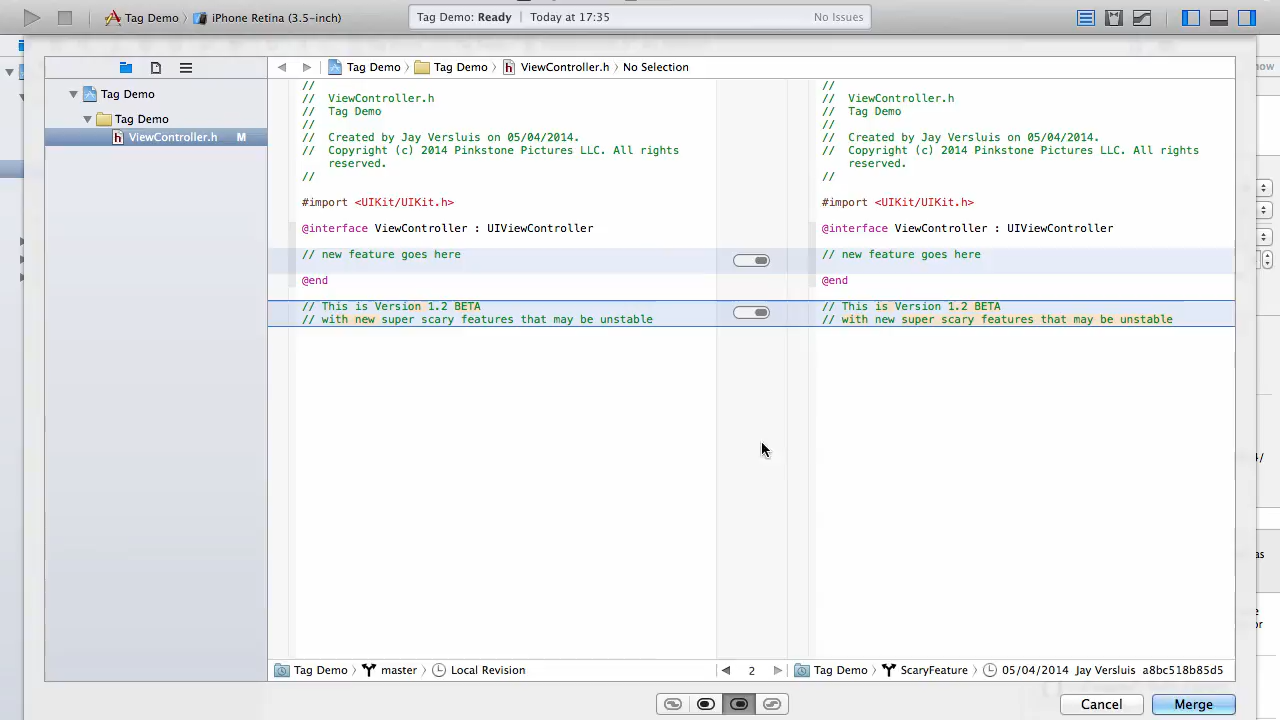 Tag Demo iPhone Retina (3.5-inch)
Tag Demo: Ready Today at 17:35 No Issues
Tag Demo Tag Demo ViewController.h No Selection
Tag Demo
Tag Demo
ViewController.h M
//
// ViewController.h
// Tag Demo
//
// Created by Jay Versluis on 05/04/2014.
// Copyright (c) 2014 Pinkstone Pictures LLC. All rights
reserved.
//
#import <UIKit/UIKit.h>
@interface ViewController : UIViewController
// new feature goes here
@end
// This is Version 1.2 BETA
// with new super scary features that may be unstable
//
// ViewController.h
// Tag Demo
//
// Created by Jay Versluis on 05/04/2014.
// Copyright (c) 2014 Pinkstone Pictures LLC. All rights
reserved.
//
#import <UIKit/UIKit.h>
@interface ViewController : UIViewController
// new feature goes here
@end
// This is Version 1.2 BETA
// with new super scary features that may be unstable
Tag Demo master Local Revision
2
Tag Demo ScaryFeature 05/04/2014 Jay Versluis a8bc518b85d5
Cancel Merge